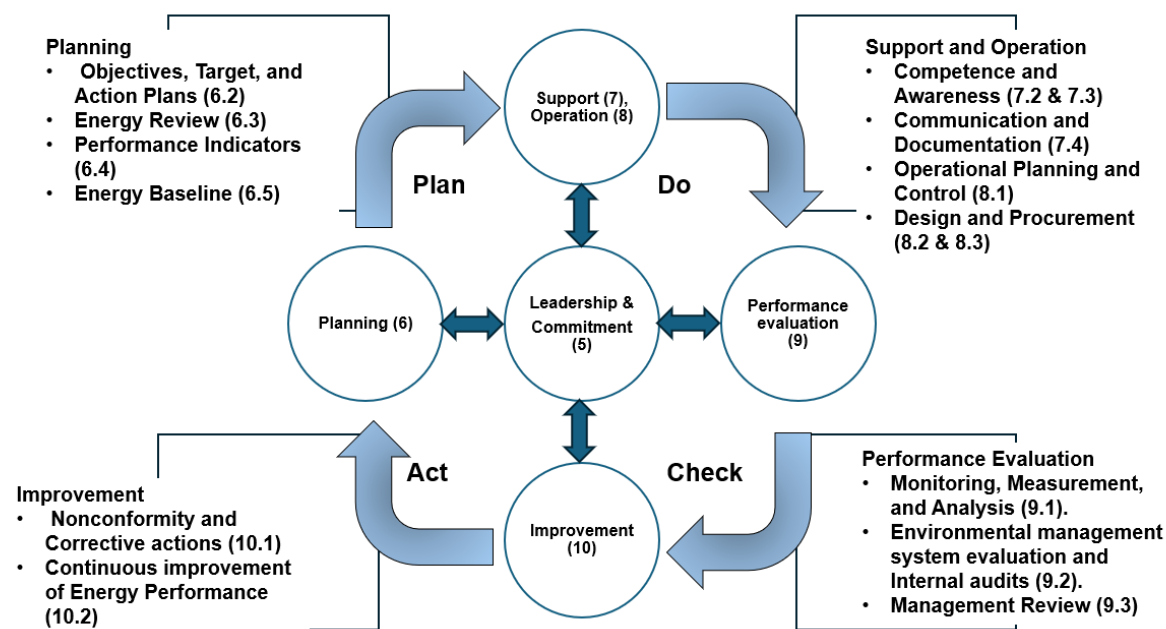 Planning
• Objectives, Target, and
Action Plans (6.2)
• Energy Review (6.3)
• Performance Indicators
(6.4)
• Energy Baseline (6.5)
Support (7),
Operation (8)
Support and Operation
• Competence and
Awareness (7.2 & 7.3)
• Communication and
Documentation (7.4)
• Operational Planning and
Control (8.1)
• Design and Procurement
(8.2 & 8.3)
Plan
Do
Planning (6)
Leadership &
Commitment
(5)
Performance
evaluation
(9)
Act
Check
Improvement
• Nonconformity and
Corrective actions (10.1)
• Continuous improvement
of Energy Performance
(10.2)
Improvement
(10)
Performance Evaluation
• Monitoring, Measurement,
and Analysis (9.1).
• Environmental management
system evaluation and
Internal audits (9.2).
• Management Review (9.3)